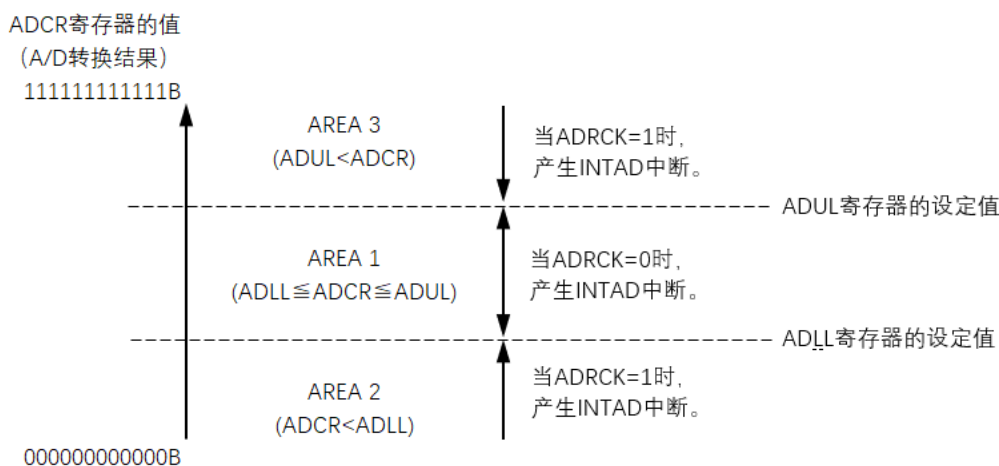 ADCR寄存器的值
（A/D转换结果）
111111111111B
AREA 3
(ADUL<ADCR)
当ADRCK=1时，
产生INTAD中断。
ADUL寄存器的设定值
AREA 1
(ADLL≦ADCR≦ADUL)
当ADRCK=0时，
产生INTAD中断。
ADLL寄存器的设定值
AREA 2
(ADCR<ADLL)
当ADRCK=1时，
产生INTAD中断。
000000000000B